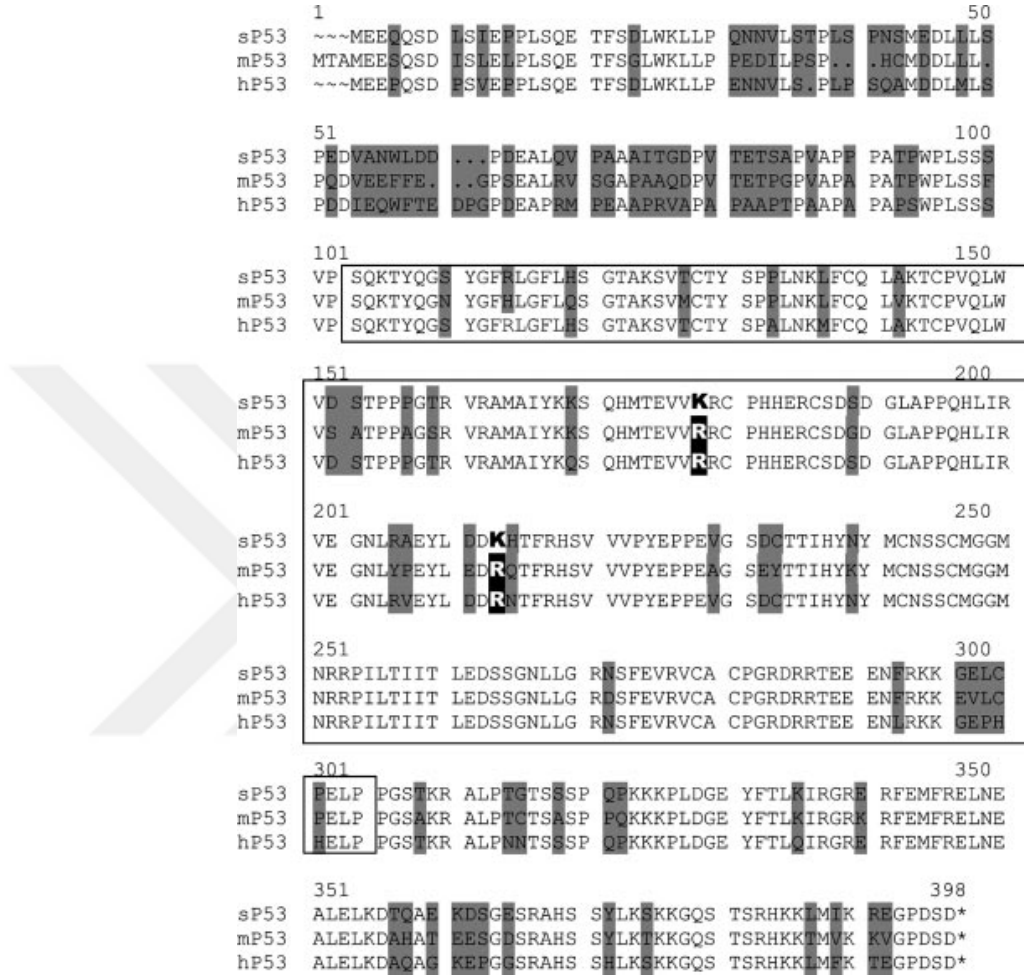 1 50
sP53 ~~~MEEQQSD LSIEPPLSQE TFSDLWKLLP QNNVLSTPLS PNSMEDLLLS
mP53 MTAMEESQSD ISLELPLSQE TFSGLWKLLP PEDILPSP.. .HCMDDLLL.
hP53 ~~~MEEPQSD PSVEPPLSQE TFSDLWKLLP ENNVLS.PLP SQAMDDLMLS
51 100
sP53 PEDVANWLDD ...PDEALQV PAAAITGDPV TETSAPVAPP PATPWPLSSS
mP53 PQDVEEFFE. ..GPSEALRV SGAPAAQDPV TETPGPVAPA PATPWPLSSF
hP53 PDDIEQWFTE DPGPDEAPRM PEAAPRVAPA PAAPTPAAPA PAPSWPLSSS
101 150
sP53 VP SQKTYQGS YGFRLGFLHS GTAKSVTCTY SPPLNKLFCQ LAKTCPVQLW
mP53 VP SQKTYQGN YGFHLGFLQS GTAKSVMCTY SPPLNKLFCQ LVKTCPVQLW
hP53 VP SQKTYQGS YGFRLGFLHS GTAKSVTCTY SPALNKMFCQ LAKTCPVQLW
151 200
sP53 VD STPPPGTR VRAMAIYKKS QHMTEVVKRC PHHERCSDSD GLAPPQHLIR
mP53 VS ATPPAGSR VRAMAIYKKS QHMTEVVRRC PHHERCSDGD GLAPPQHLIR
hP53 VD STPPPGTR VRAMAIYKQS QHMTEVVRRC PHHERCSDSD GLAPPQHLIR
201 250
sP53 VE GNLRAEYL DDKHTFRHSV VVPYEPPEVG SDCTTIHYNY MCNSSCMGGM
mP53 VE GNLYPEYL EDRQTFRHSV VVPYEPPEAG SEYTTIHYKY MCNSSCMGGM
hP53 VE GNLRVEYL DDRNTFRHSV VVPYEPPEVG SDCTTIHYNY MCNSSCMGGM
251 300
sP53 NRRPILTIIT LEDSSGNLLG RNSFEVRVCA CPGRDRRTEE ENFRKK GELC
mP53 NRRPILTIIT LEDSSGNLLG RDSFEVRVCA CPGRDRRTEE ENFRKK EVLC
hP53 NRRPILTIIT LEDSSGNLLG RNSFEVRVCA CPGRDRRTEE ENLRKK GEPH
301 350
sP53 PELP PGSTKR ALPTGTSSSP QPKKKPLDGE YFTLKIRGRE RFEMFRELNE
mP53 PELP PGSAKR ALPTCTSASP PQKKKPLDGE YFTLKIRGRK RFEMFRELNE
hP53 HELP PGSTKR ALPNNTSSSP QPKKKPLDGE YFTLQIRGRE RFEMFRELNE
351 398
sP53 ALELKDTQAE KDSGESRAHS SYLKSKKGQS TSRHKKLMIK REGPDSD*
mP53 ALELKDAHAT EESGDSRAHS SYLKTKKGQS TSRHKKTMVK KVGPDSD*
hP53 ALELKDAQAG KEPGGSRAHS SHLKSKKGQS TSRHKKLMFK TEGPDSD*